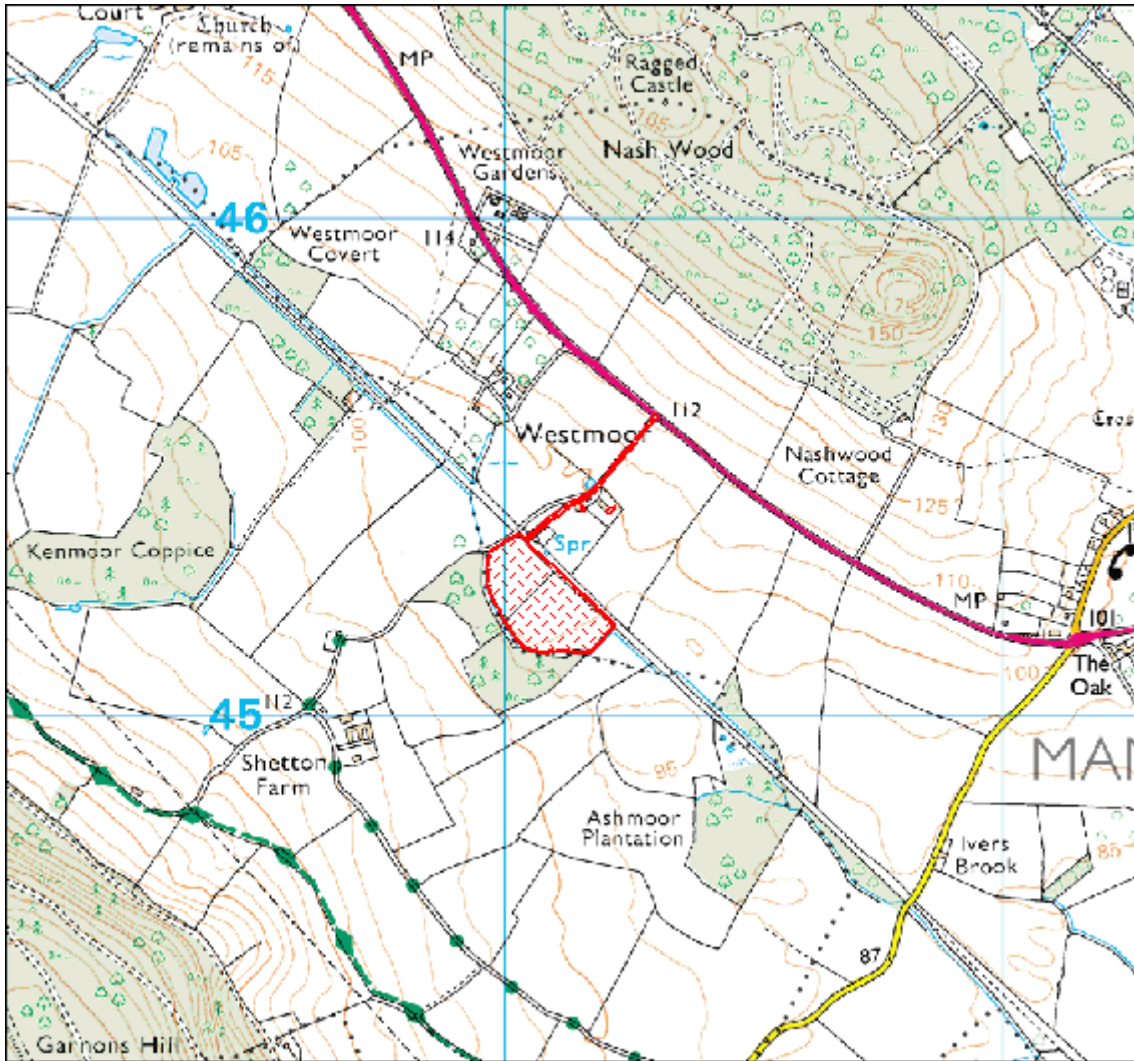 Court
Church
(remains of)
115
MP
Ragged
Castle
105
Nash Wood
105
Westmoor
Gardens
46
Westmoor
Covert
114
175
150
112
Westmoor
130
Nashwood
Cottage
100
125
Kenmoor Coppice
Spr
110
MP
101
100
The
Oak
45
112
MAN
Shetton
Farm
95
Ashmoor
Plantation
Ivers
Brook
85
87
Garnons Hill